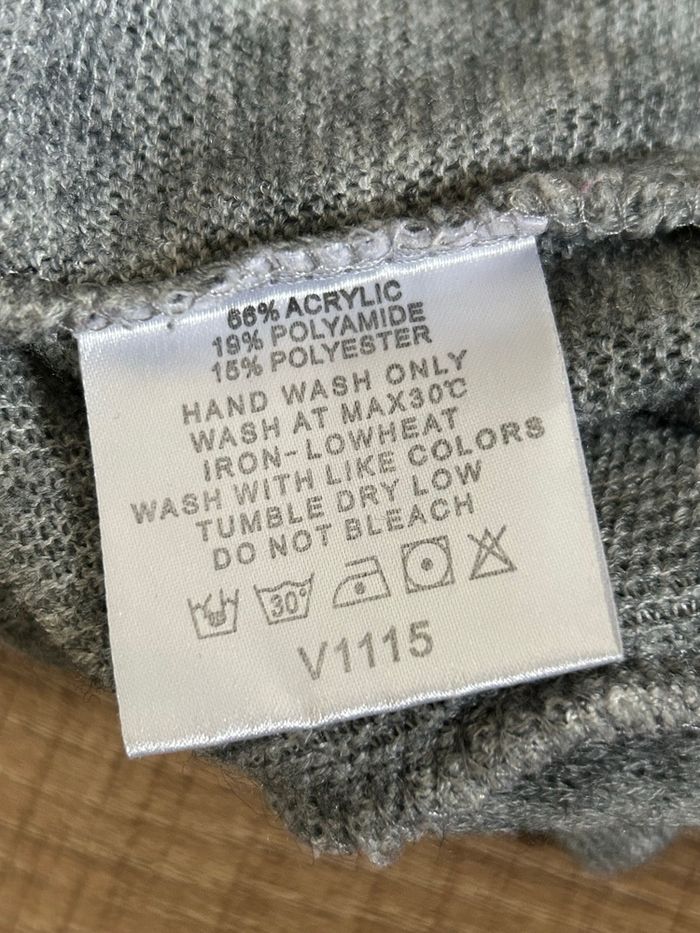 66% ACRYLIC
19% POLYAMIDE
15% POLYESTER
HAND WASH ONLY
WASH AT MAX30℃
IRON-LOWHEAT
WASH WITH LIKE COLORS
TUMBLE DRY LOW
DO NOT BLEACH
30°
V1115